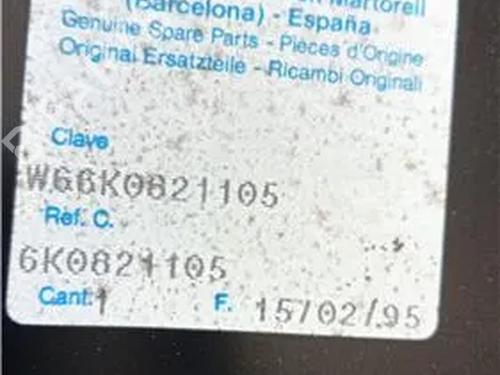 Martorell
(Barcelona) - España
Genuine Spare Parts - Pièces d'Origine
Original Ersatzteile - Ricambi Originali
Clave
W66K0821105
Ref. C.
6K0821105
Cant. 1 F. 15/02/95